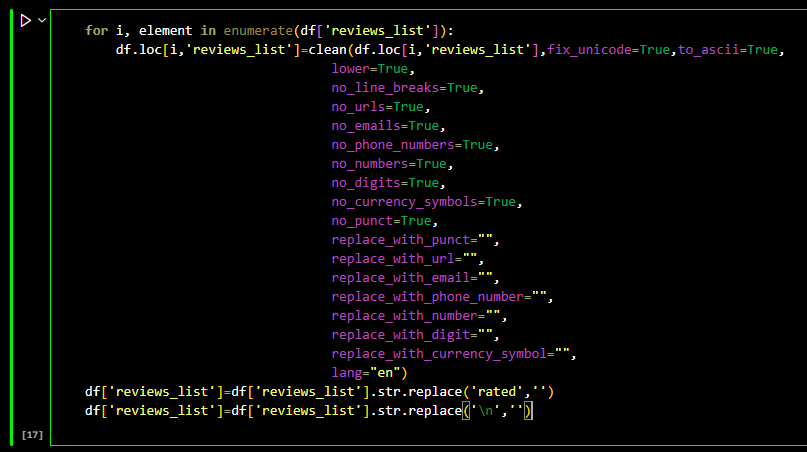 for i, element in enumerate(df['reviews_list']):
    df.loc[i,'reviews_list']=clean(df.loc[i,'reviews_list'],fix_unicode=True,to_ascii=True,
                                lower=True,
                                no_line_breaks=True,
                                no_urls=True,
                                no_emails=True,
                                no_phone_numbers=True,
                                no_numbers=True,
                                no_digits=True,
                                no_currency_symbols=True,
                                no_punct=True,
                                replace_with_punct="",
                                replace_with_url="",
                                replace_with_email="",
                                replace_with_phone_number="",
                                replace_with_number="",
                                replace_with_digit="",
                                replace_with_currency_symbol="",
                                lang="en")
df['reviews_list']=df['reviews_list'].str.replace('rated','')
df['reviews_list']=df['reviews_list'].str.replace('\n','')
[17]